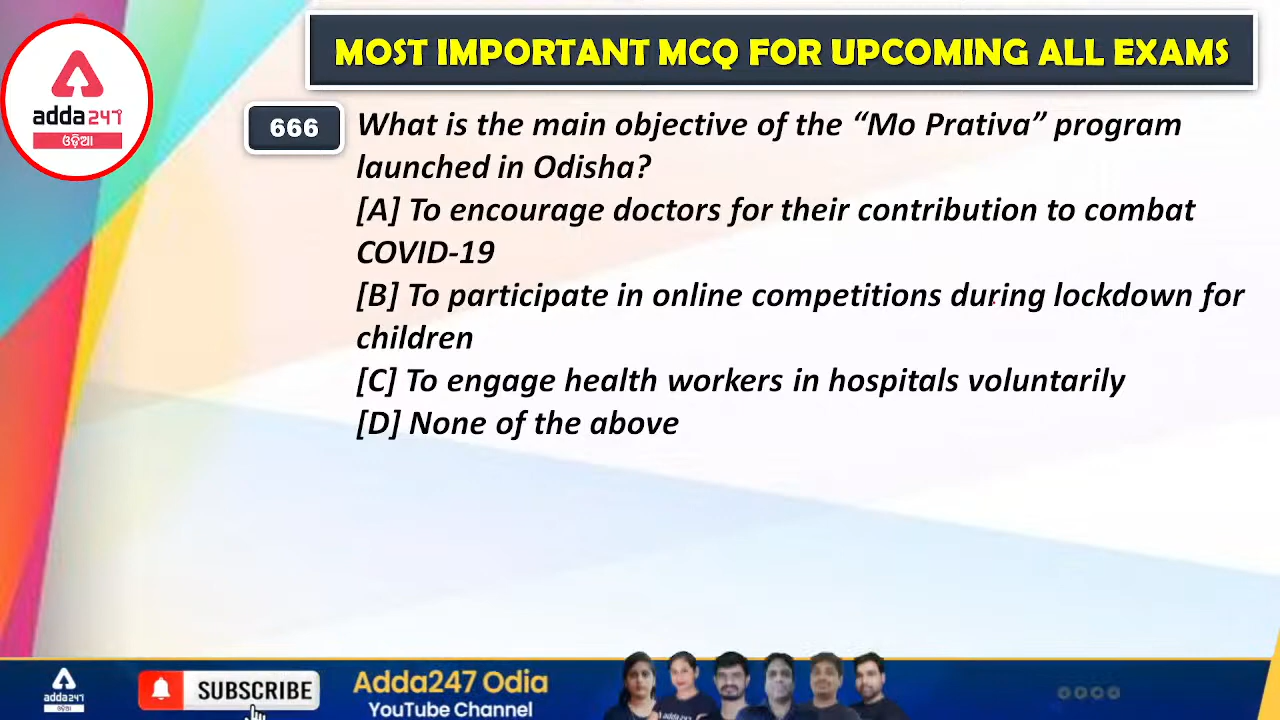 MOST IMPORTANT MCQ FOR UPCOMING ALL EXAMS
adda247
ଓଡ଼ିଆ
666
What is the main objective of the “Mo Prativa” program
launched in Odisha?
[A] To encourage doctors for their contribution to combat
COVID-19
[B] To participate in online competitions during lockdown for
children
[C] To engage health workers in hospitals voluntarily
[D] None of the above
adda247
ଓଡ଼ିଆ
SUBSCRIBE
Adda247 Odia
YouTube Channel
adda247